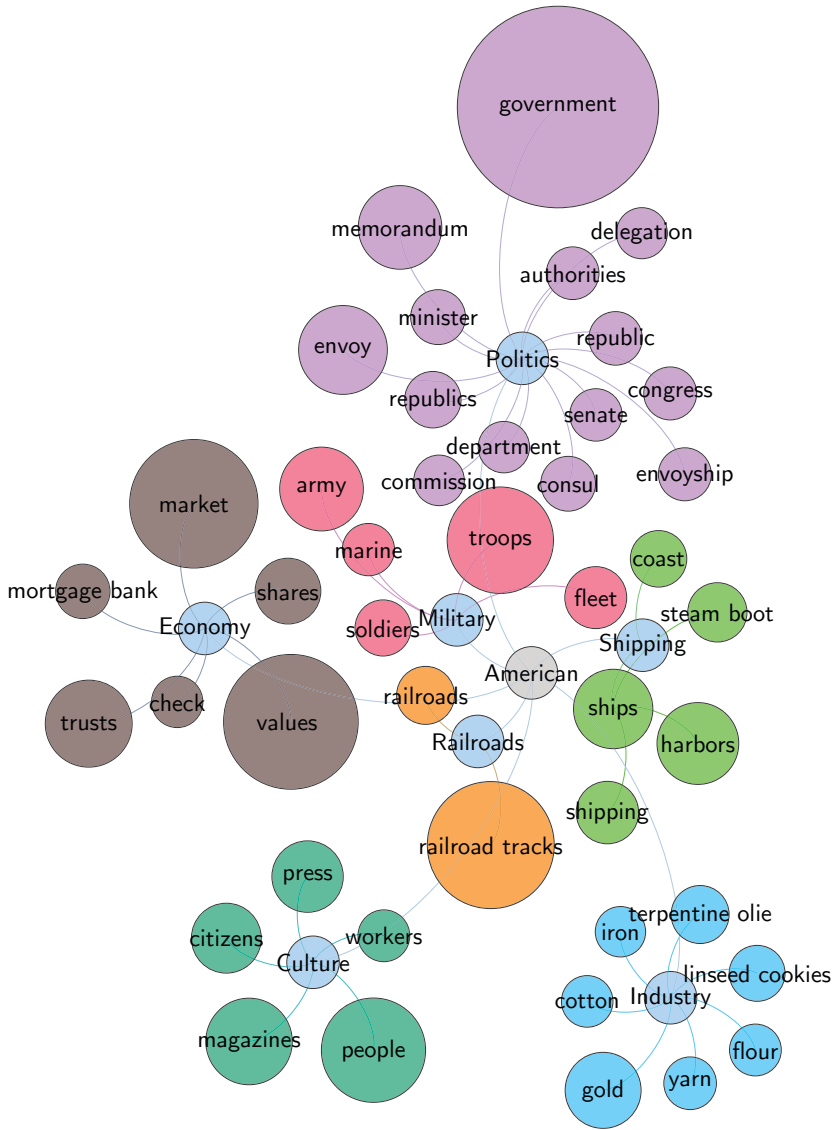 government
memorandum
delegation
authorities
minister
republic
envoy
Politics
congress
republics
senate
department
envoyship
commission
consul
market
army
troops
marine
coast
mortgage bank
shares
fleet
steam boot
Economy
soldiers
Military
Shipping
American
railroads
check
ships
trusts
values
Railroads
harbors
shipping
railroad tracks
press
terpentine olie
citizens
workers
iron
Culture
linseed cookies
cotton
Industry
magazines
people
flour
gold
yarn